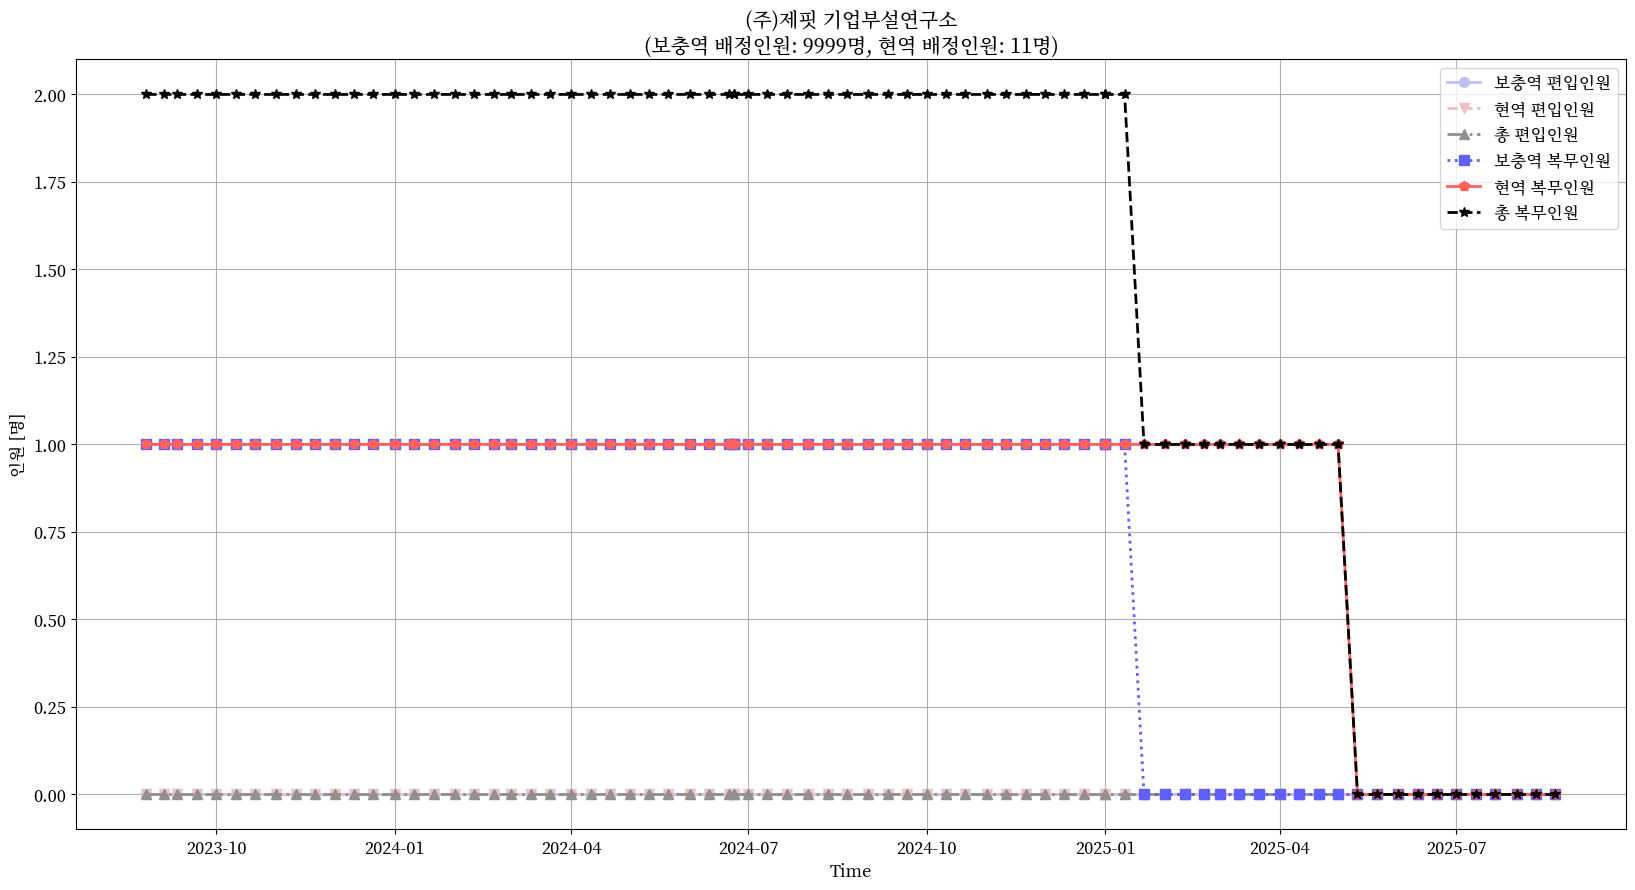 (주)제핏 기업부설연구소
(보충역 배정인원: 9999명, 현역 배정인원: 11명)
보충역 편입인원
현역 편입인원
총 편입인원
보충역 복무인원
현역 복무인원
총 복무인원
인원 [명]
2.00
1.75
1.50
1.25
1.00
0.75
0.50
0.25
0.00
2023-10
2024-01
2024-04
2024-07
2024-10
2025-01
2025-04
2025-07
Time